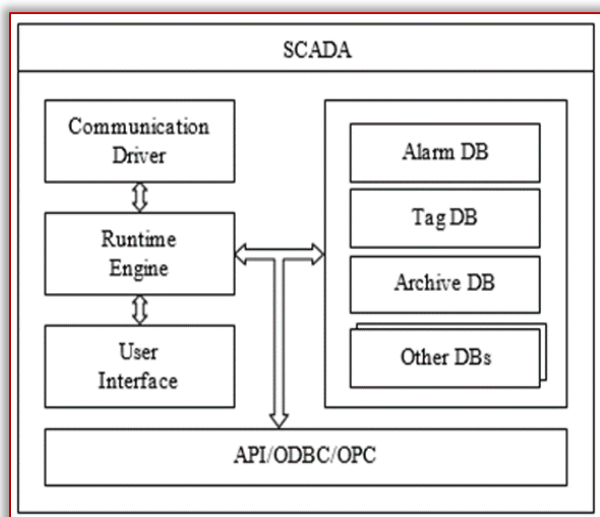 SCADA
Communication
Driver
Runtime
Engine
User
Interface
Alarm DB
Tag DB
Archive DB
Other DBs
API/ODBC/OPC